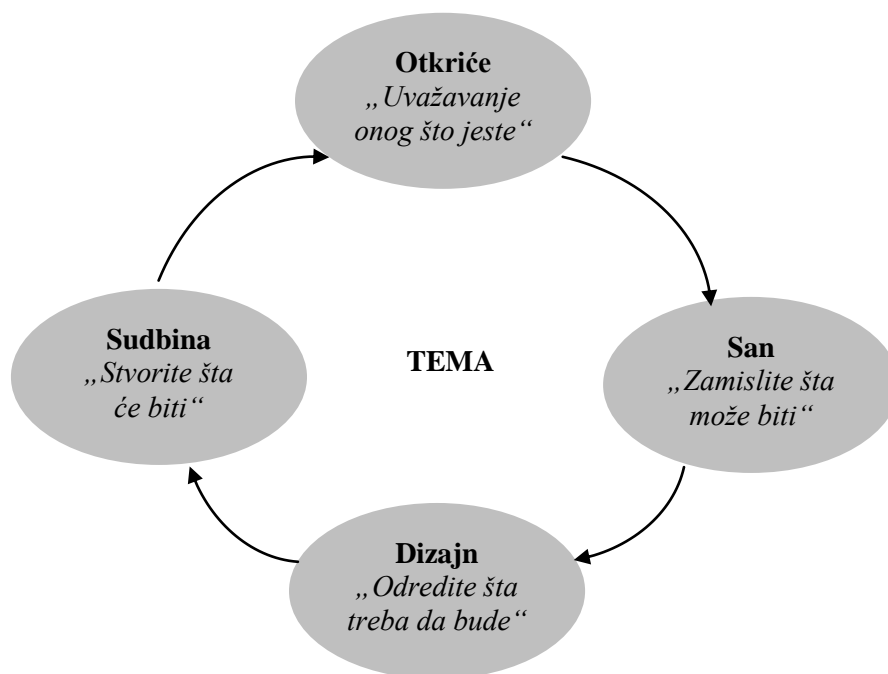 Otkriće
„Uvažavanje
onog što jeste“
Sudbina
„Stvorite šta
će biti“
TEMA
San
„Zamislite šta
može biti“
Dizajn
„Odredite šta
treba da bude“